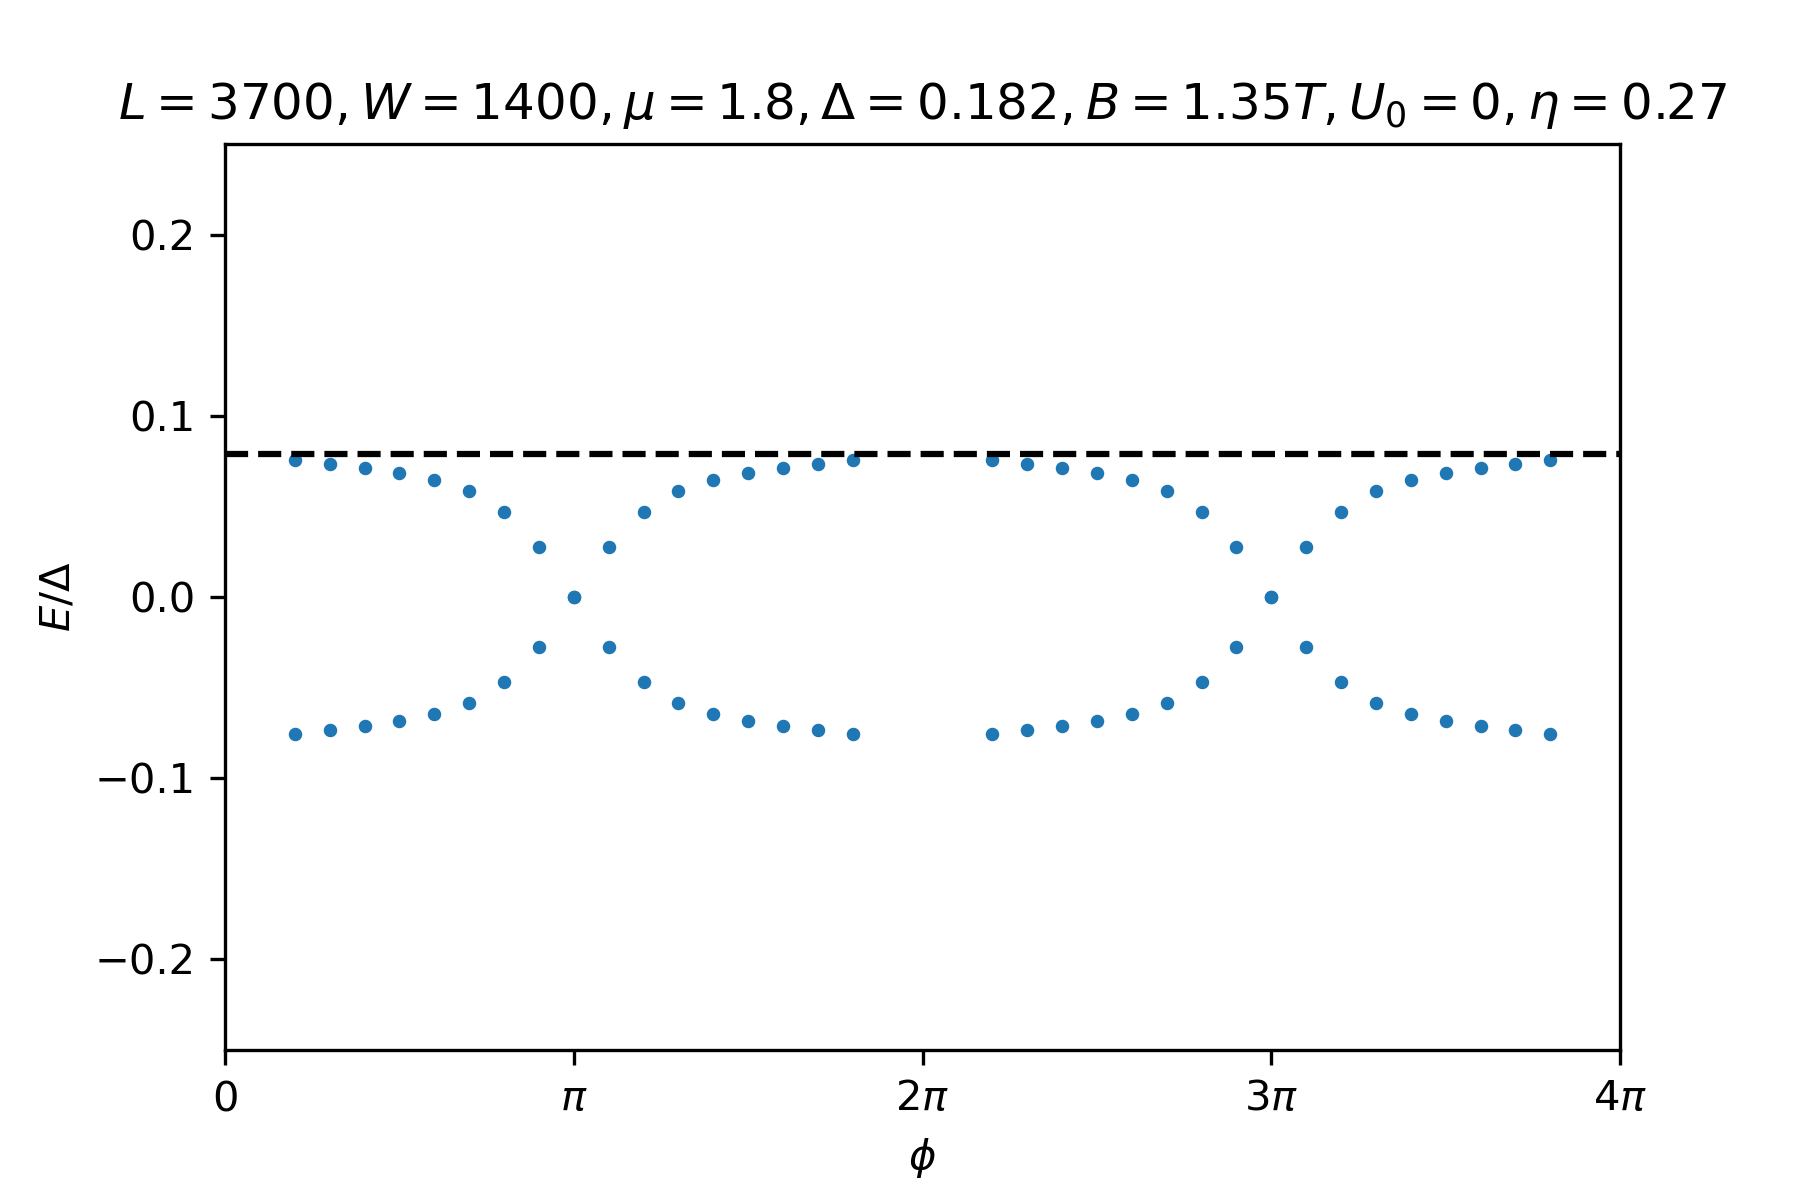 L = 3700, W = 1400, μ = 1.8, Δ = 0.182, B = 1.35T, U₀ = 0, η = 0.27
0.2
0.1
0.0
−0.1
−0.2
E/Δ
0 π 2π 3π 4π
ϕ